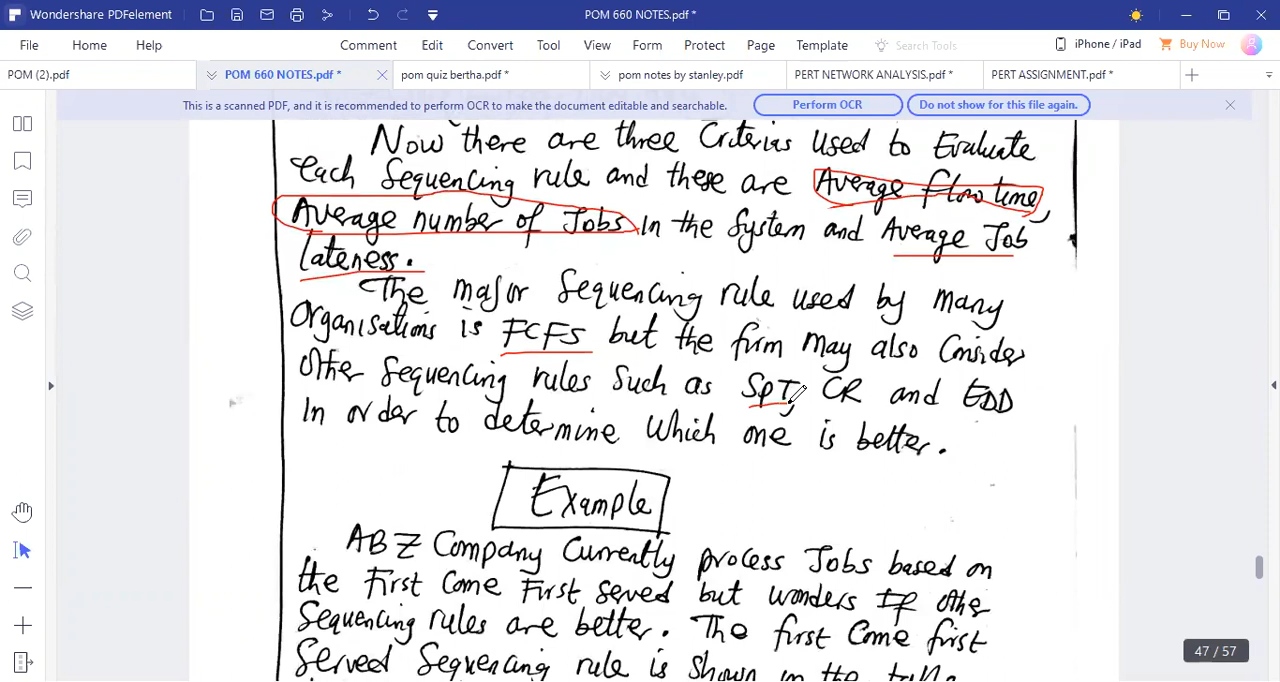 Wondershare PDFelement
POM 660 NOTES.pdf *
File Home Help Comment Edit Convert Tool View Form Protect Page Template Search Tools iPhone / iPad Buy Now
POM (2).pdf POM 660 NOTES.pdf * pom quiz bertha.pdf * pom notes by stanley.pdf PERT NETWORK ANALYSIS.pdf * PERT ASSIGNMENT.pdf *
This is a scanned PDF, and it is recommended to perform OCR to make the document editable and searchable. Perform OCR Do not show for this file again.
Now there are three Criterias Used to Evaluate
Each Sequencing rule and these are Average flow time,
Average number of Jobs in the System and Average Job
lateness.
The major Sequencing rule used by many
Organisations is FCFS but the firm may also Consider
Other Sequencing rules Such as SPT, CR and EDD
In order to determine Which one is better.
Example
ABZ Company Currently process Jobs based on
the First Come First Served but wonders If other
Sequencing rules are better. The first Come first
Served Sequencing rule is shown in the table
47 / 57